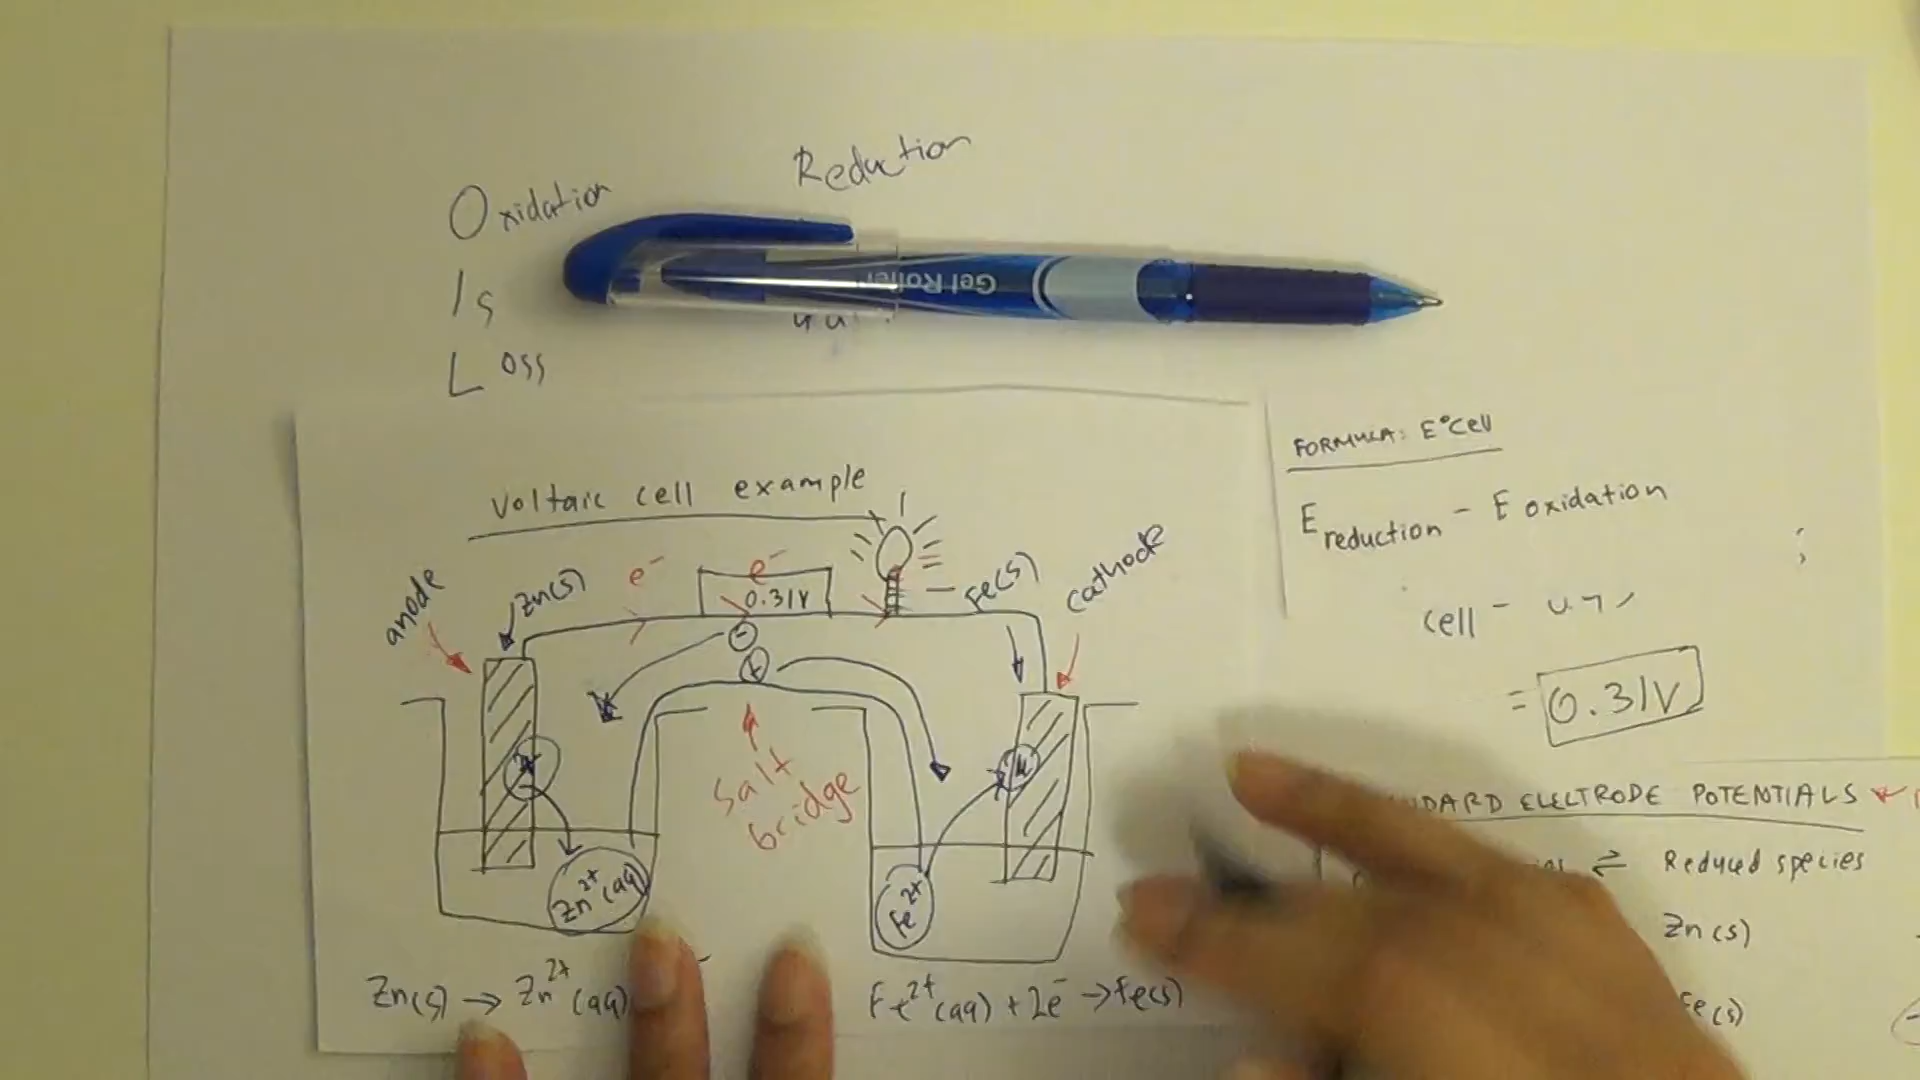 Oxidation
Is
Loss
Reduction
Gel Roller
Voltaic cell example
anode
Zn(s)
e⁻
e⁻
0.31V
Fe(s)
cathode
−
+
Salt
bridge
Zn²⁺(aq)
Fe²⁺
Zn(s) → Zn²⁺(aq)
Fe²⁺(aq) + 2e⁻ → Fe(s)
FORMULA: E°Cell
E reduction − E oxidation
Cell
= 0.31V
ELECTRODE POTENTIALS
⇌ Reduced species
Zn(s)
Fe(s)